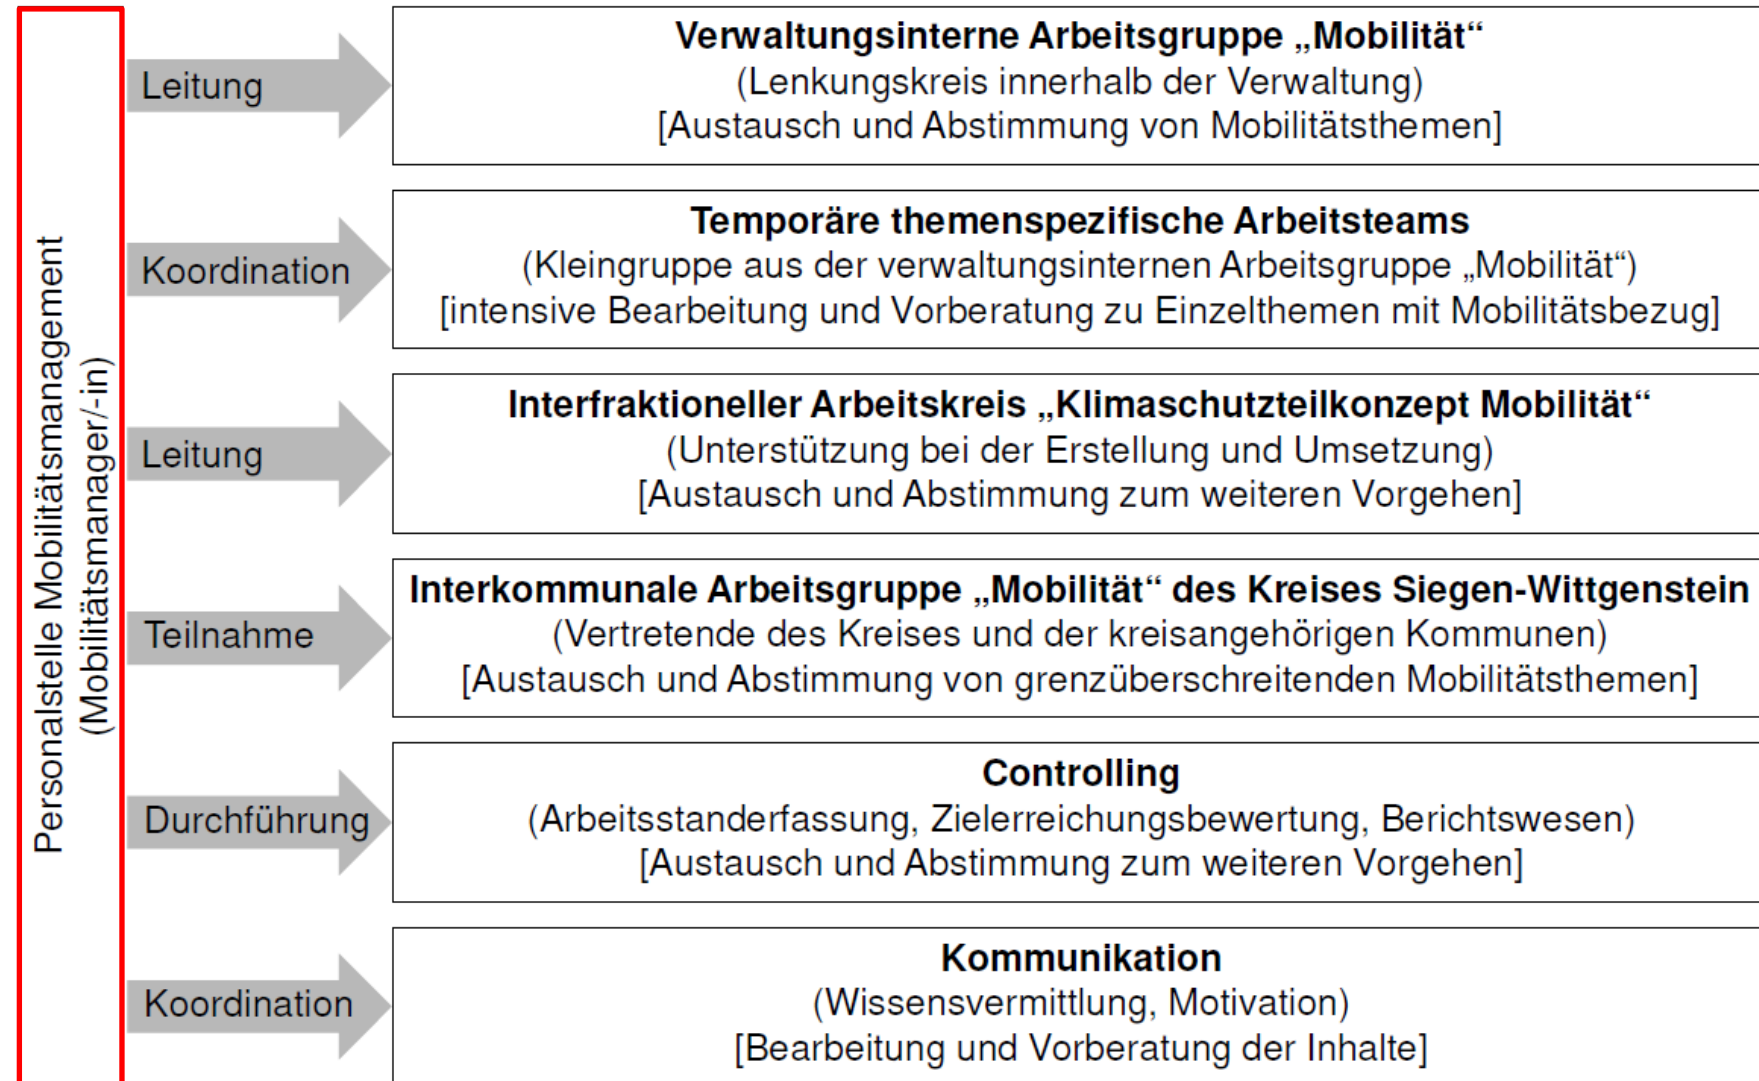 Personalstelle Mobilitätsmanagement
(Mobilitätsmanager/-in)
Leitung
Verwaltungsinterne Arbeitsgruppe „Mobilität“
(Lenkungskreis innerhalb der Verwaltung)
[Austausch und Abstimmung von Mobilitätsthemen]
Koordination
Temporäre themenspezifische Arbeitsteams
(Kleingruppe aus der verwaltungsinternen Arbeitsgruppe „Mobilität“)
[intensive Bearbeitung und Vorberatung zu Einzelthemen mit Mobilitätsbezug]
Leitung
Interfraktioneller Arbeitskreis „Klimaschutzteilkonzept Mobilität“
(Unterstützung bei der Erstellung und Umsetzung)
[Austausch und Abstimmung zum weiteren Vorgehen]
Teilnahme
Interkommunale Arbeitsgruppe „Mobilität“ des Kreises Siegen-Wittgenstein
(Vertretende des Kreises und der kreisangehörigen Kommunen)
[Austausch und Abstimmung von grenzüberschreitenden Mobilitätsthemen]
Durchführung
Controlling
(Arbeitsstanderfassung, Zielerreichungsbewertung, Berichtswesen)
[Austausch und Abstimmung zum weiteren Vorgehen]
Koordination
Kommunikation
(Wissensvermittlung, Motivation)
[Bearbeitung und Vorberatung der Inhalte]